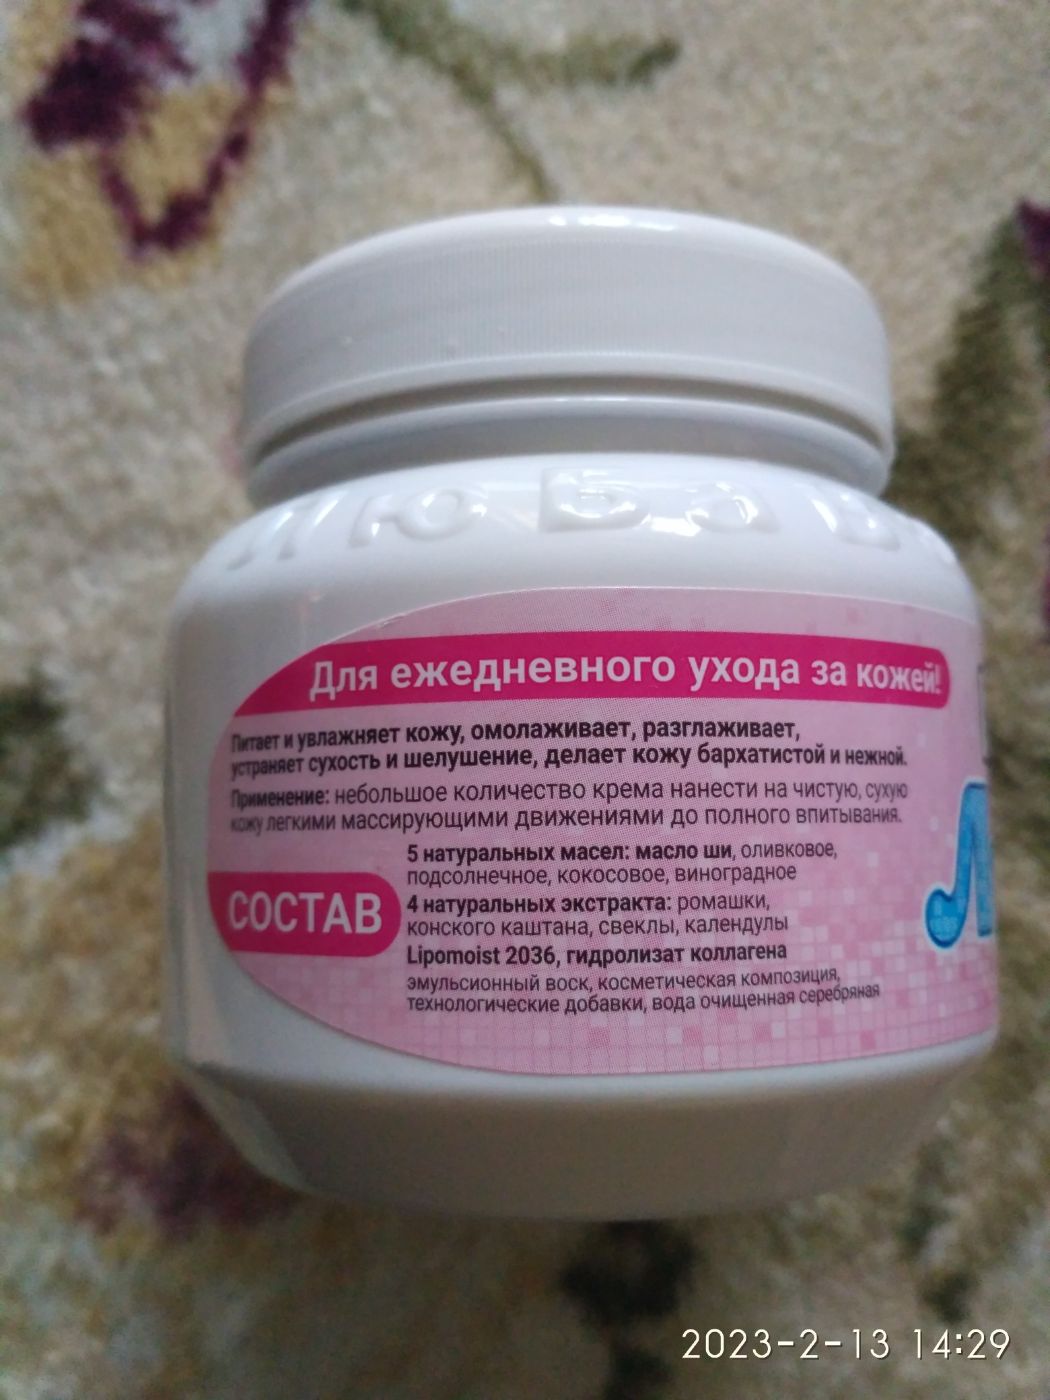 Для ежедневного ухода за кожей!
Питает и увлажняет кожу, омолаживает, разглаживает,
устраняет сухость и шелушение, делает кожу бархатистой и нежной.
Применение: небольшое количество крема нанести на чистую, сухую
кожу легкими массирующими движениями до полного впитывания.
СОСТАВ
5 натуральных масел: масло ши, оливковое,
подсолнечное, кокосовое, виноградное
4 натуральных экстракта: ромашки,
конского каштана, свеклы, календулы
Lipomoist 2036, гидролизат коллагена
эмульсионный воск, косметическая композиция,
технологические добавки, вода очищенная серебряная
2023-2-13 14:29